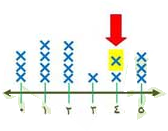 ٠ ١ ٢ ٣ ٤ ٥